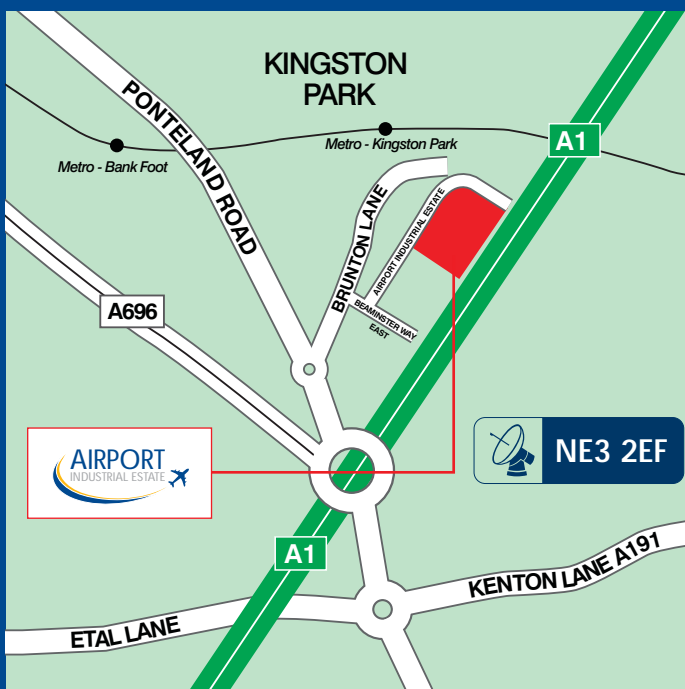 KINGSTON
PARK
PONTELAND ROAD
A1
Metro - Kingston Park
Metro - Bank Foot
BRUNTON LANE
AIRPORT INDUSTRIAL ESTATE
BEAMINSTER WAY
EAST
A696
AIRPORT
INDUSTRIAL ESTATE
NE3 2EF
A1
KENTON LANE A191
ETAL LANE